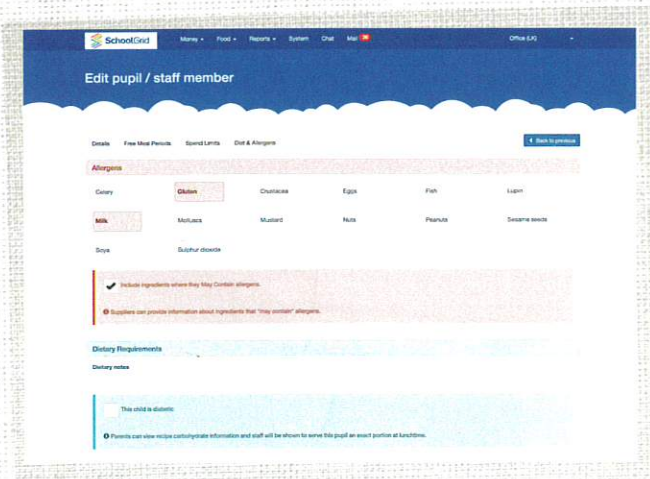 SchoolGrid Money Food Reports System Chat Mail Office (LK)
Edit pupil / staff member
Details Free Meal Periods Spend Limits Diet & Allergens Back to previous
Allergens
Celery Gluten Crustacea Eggs Fish Lupin
Milk Molluscs Mustard Nuts Peanuts Sesame seeds
Soya Sulphur dioxide
Include ingredients where they May Contain allergens.
Suppliers can provide information about ingredients that "may contain" allergens.
Dietary Requirements
Dietary notes
This child is diabetic
Parents can view recipe carbohydrate information and staff will be shown to serve this pupil an exact portion at lunchtime.